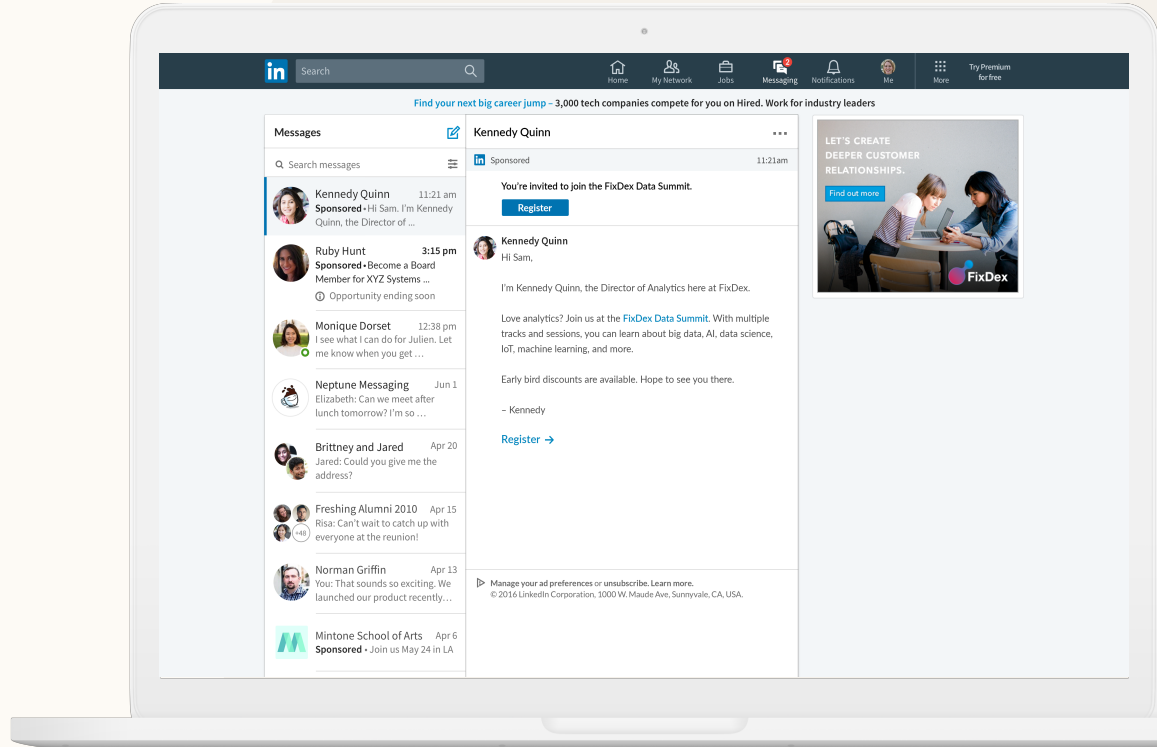 in
Search
Home
My Network
Jobs
2
Messaging
Notifications
Me
More
Try Premium
for free
Find your next big career jump – 3,000 tech companies compete for you on Hired. Work for industry leaders
Messages
Search messages
Kennedy Quinn 11:21 am
Sponsored • Hi Sam. I'm Kennedy
Quinn, the Director of ...
Ruby Hunt 3:15 pm
Sponsored • Become a Board
Member for XYZ Systems ...
Opportunity ending soon
Monique Dorset 12:38 pm
I see what I can do for Julien. Let
me know when you get ...
Neptune Messaging Jun 1
Elizabeth: Can we meet after
lunch tomorrow? I'm so ...
Brittney and Jared Apr 20
Jared: Could you give me the
address?
Freshing Alumni 2010 Apr 15
+48
Risa: Can't wait to catch up with
everyone at the reunion!
Norman Griffin Apr 13
You: That sounds so exciting. We
launched our product recently...
Mintone School of Arts Apr 6
Sponsored • Join us May 24 in LA
Kennedy Quinn
in Sponsored 11:21am
You're invited to join the FixDex Data Summit.
Register
Kennedy Quinn
Hi Sam,
I'm Kennedy Quinn, the Director of Analytics here at FixDex.
Love analytics? Join us at the FixDex Data Summit. With multiple
tracks and sessions, you can learn about big data, AI, data science,
IoT, machine learning, and more.
Early bird discounts are available. Hope to see you there.
– Kennedy
Register →
Manage your ad preferences or unsubscribe. Learn more.
© 2016 LinkedIn Corporation, 1000 W. Maude Ave, Sunnyvale, CA, USA.
LET'S CREATE
DEEPER CUSTOMER
RELATIONSHIPS.
Find out more
FixDex